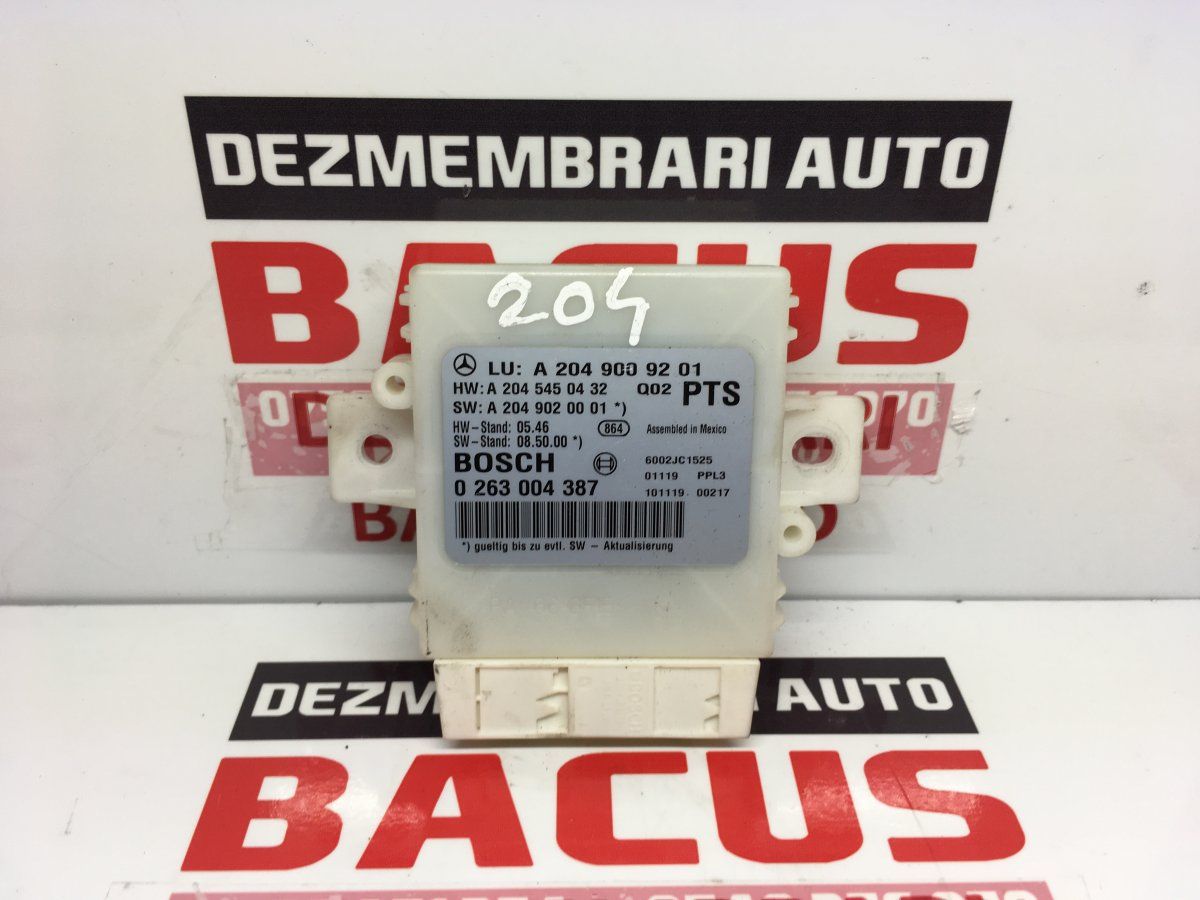 DEZMEMBRARI AUTO
BACUS
204
LU: A 204 900 92 01
HW: A 204 545 04 32 Q02 PTS
SW: A 204 902 00 01 *)
HW-Stand: 05.46 864 Assembled in Mexico
SW-Stand: 08.50.00 *)
BOSCH 6002JC1525
0 263 004 387 01119 PPL3
101119 00217
*) gueltig bis zu evtl. SW - Aktualisierung
DEZMEMBRARI AUTO
BACUS